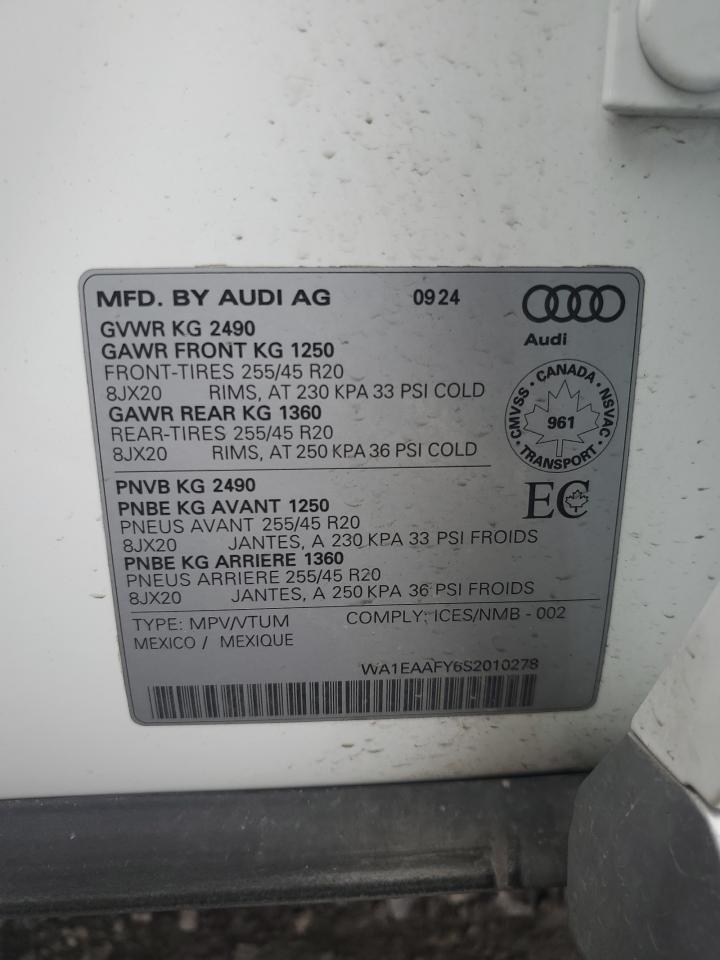 MFD. BY AUDI AG 0924
Audi
GVWR KG 2490
GAWR FRONT KG 1250
FRONT-TIRES 255/45 R20
8JX20 RIMS, AT 230 KPA 33 PSI COLD
GAWR REAR KG 1360
REAR-TIRES 255/45 R20
8JX20 RIMS, AT 250 KPA 36 PSI COLD
CMVSS · CANADA · NSVAC · TRANSPORT ·
961
PNVB KG 2490
PNBE KG AVANT 1250
PNEUS AVANT 255/45 R20
8JX20 JANTES, A 230 KPA 33 PSI FROIDS
PNBE KG ARRIERE 1360
PNEUS ARRIERE 255/45 R20
8JX20 JANTES, A 250 KPA 36 PSI FROIDS
EC
TYPE: MPV/VTUM COMPLY: ICES/NMB - 002
MEXICO / MEXIQUE
WA1EAAFY6S2010278